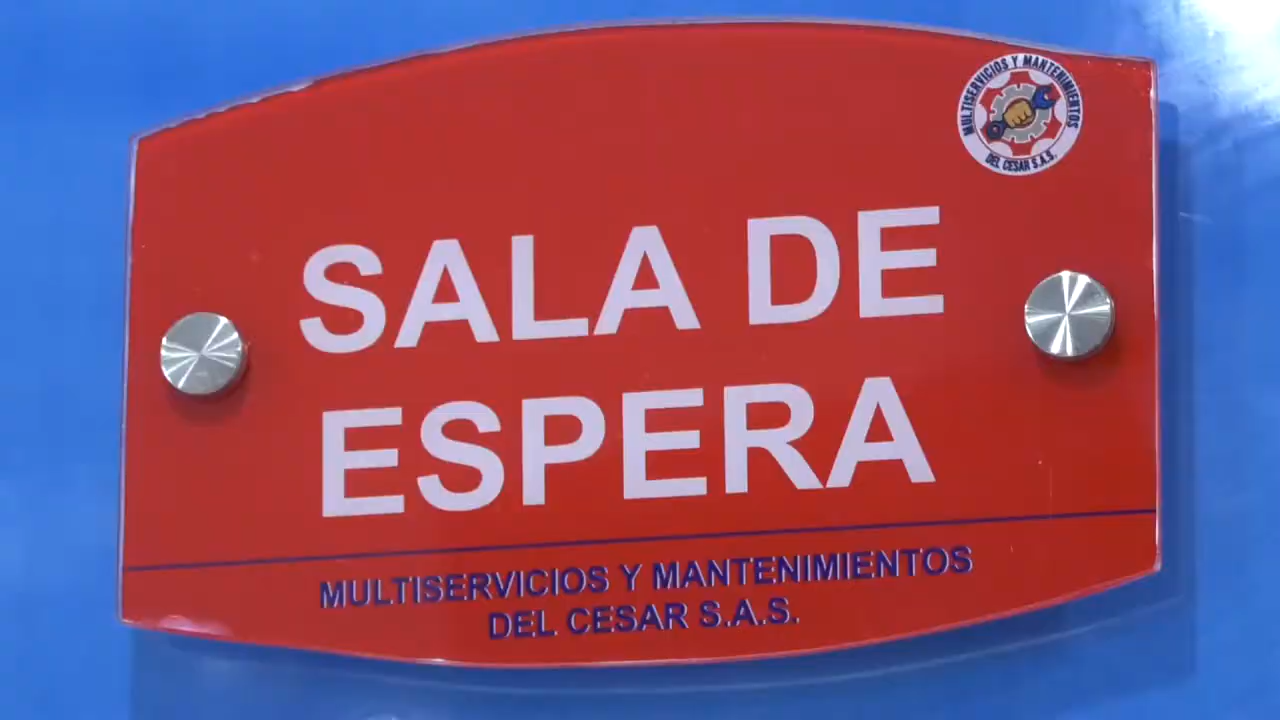 MULTISERVICIOS Y MANTENIMIENTOS
DEL CESAR S.A.S.
SALA DE
ESPERA
MULTISERVICIOS Y MANTENIMIENTOS
DEL CESAR S.A.S.